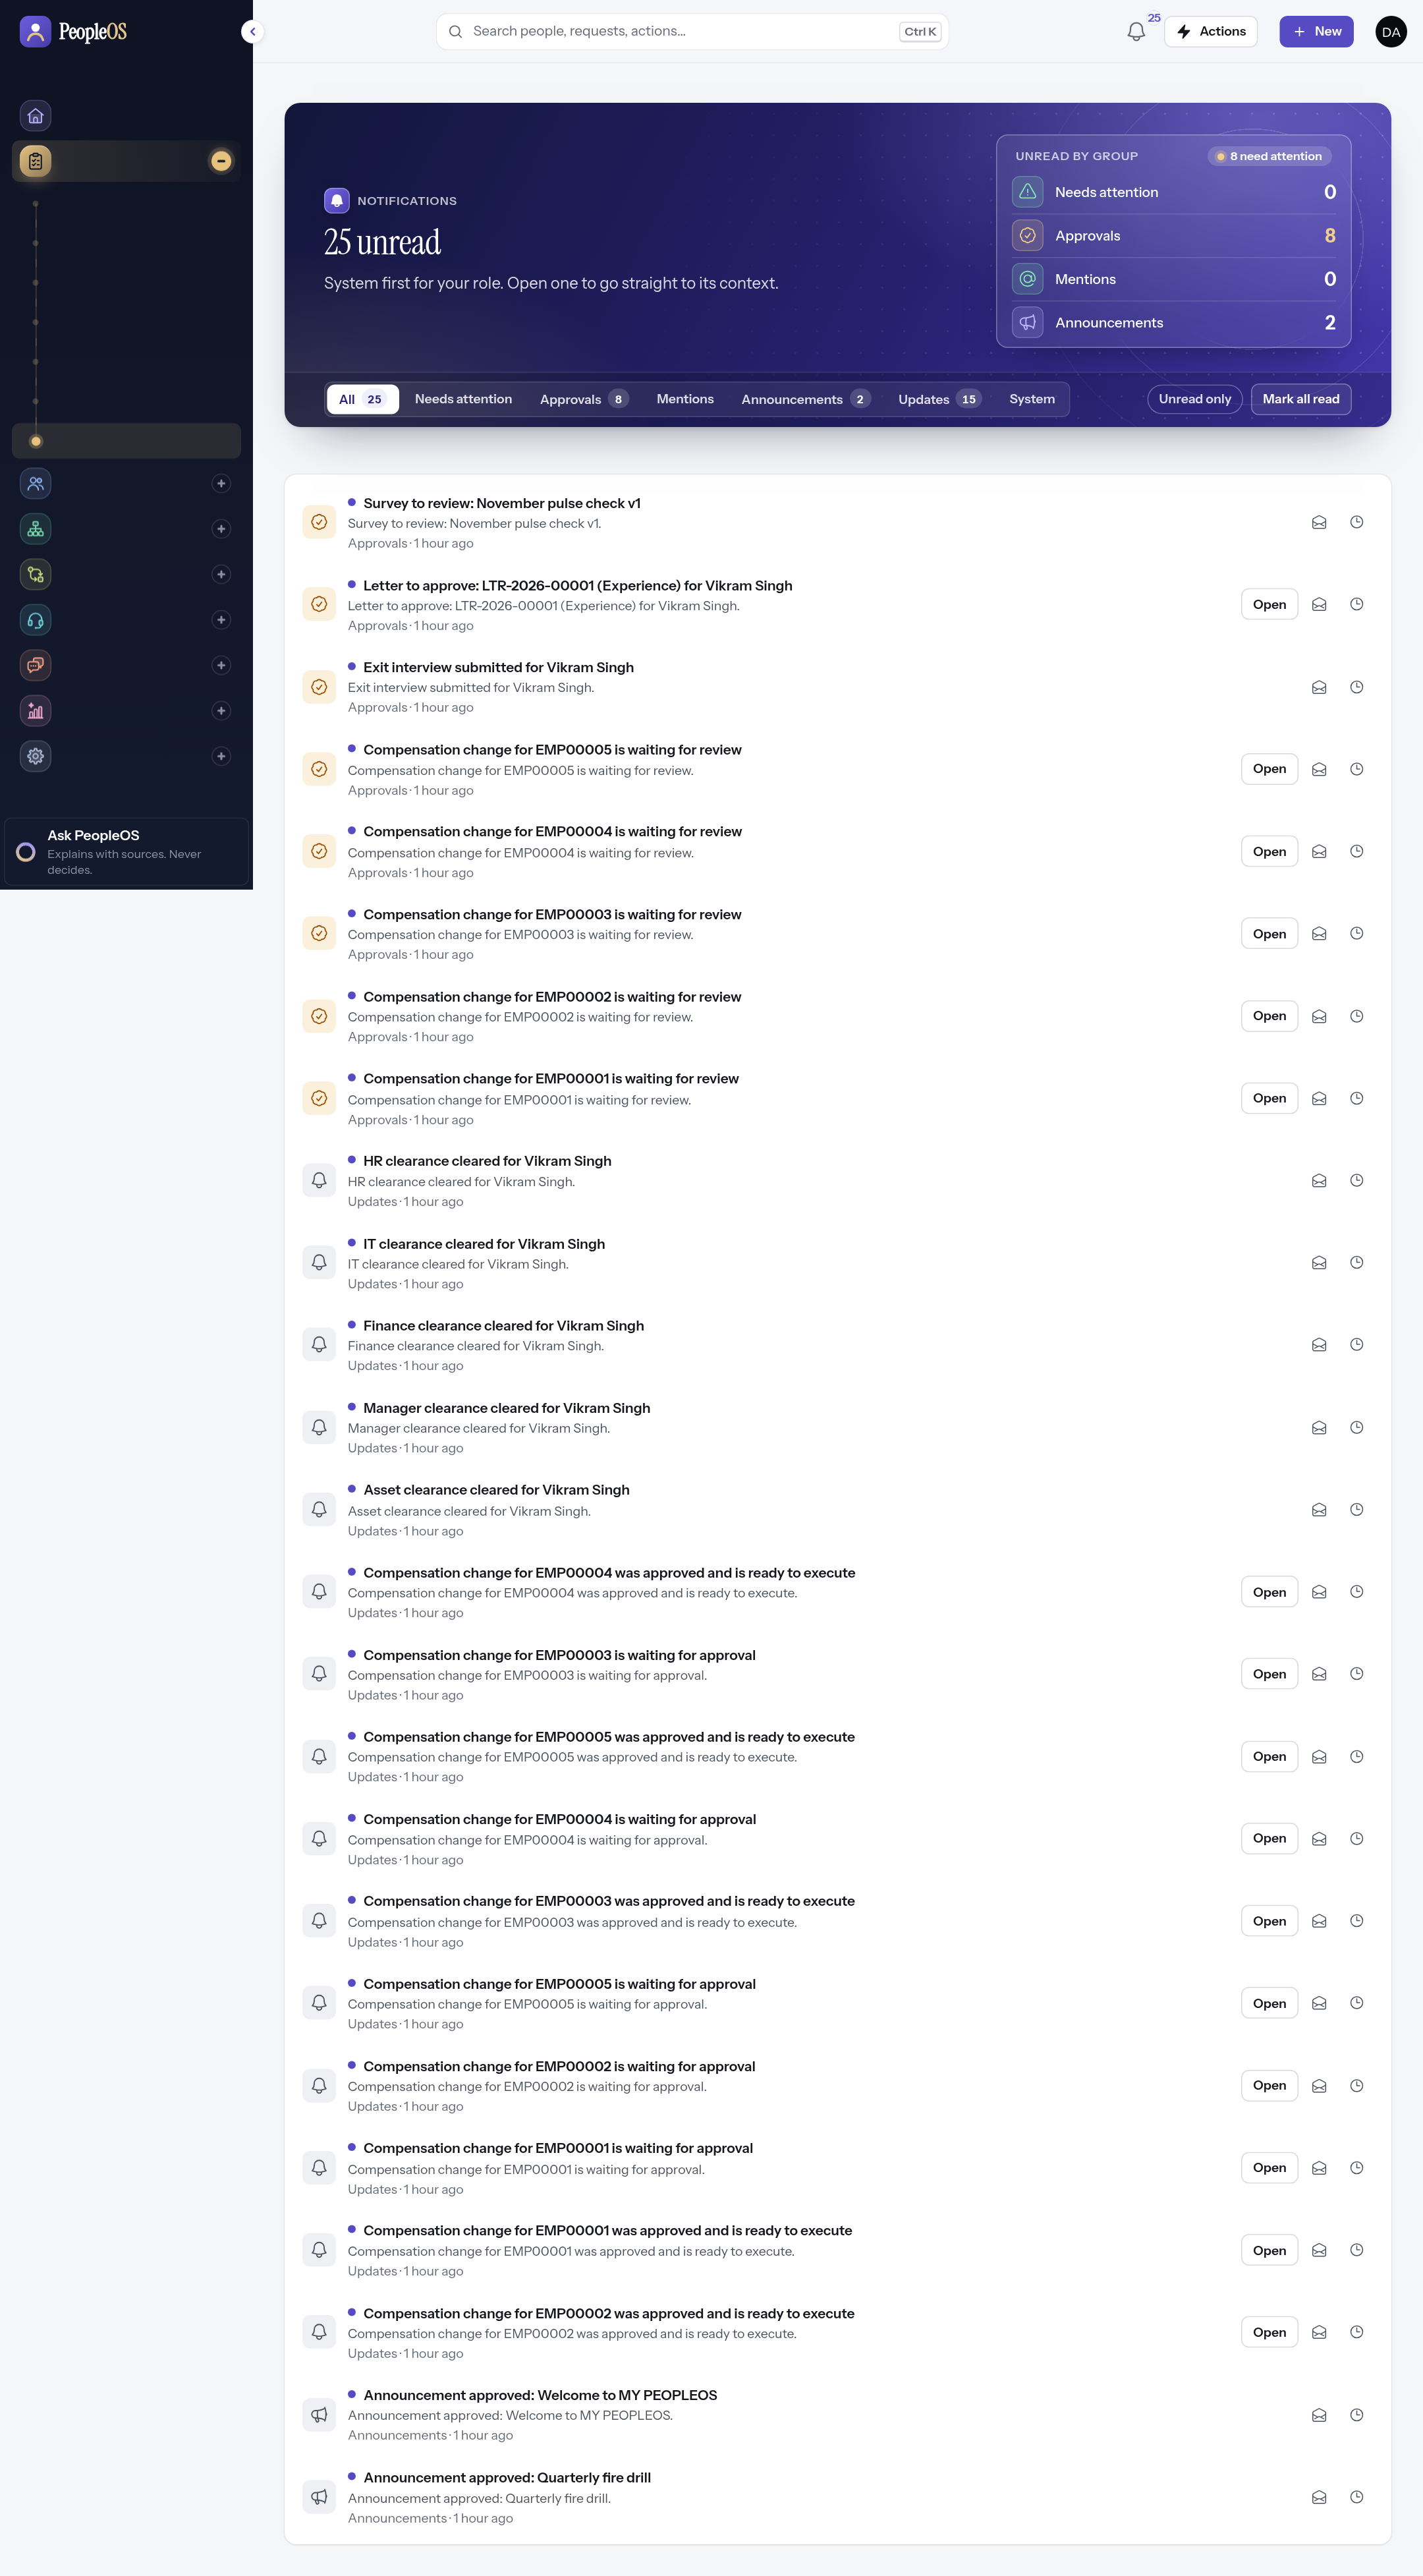 PeopleOS
Search people, requests, actions...
Ctrl K
25
Actions
New
DA
NOTIFICATIONS
25 unread
System first for your role. Open one to go straight to its context.
UNREAD BY GROUP
8 need attention
Needs attention 0
Approvals 8
Mentions 0
Announcements 2
All 25
Needs attention
Approvals 8
Mentions
Announcements 2
Updates 15
System
Unread only
Mark all read
Survey to review: November pulse check v1
Survey to review: November pulse check v1.
Approvals · 1 hour ago
Letter to approve: LTR-2026-00001 (Experience) for Vikram Singh
Letter to approve: LTR-2026-00001 (Experience) for Vikram Singh.
Approvals · 1 hour ago
Open
Exit interview submitted for Vikram Singh
Exit interview submitted for Vikram Singh.
Approvals · 1 hour ago
Compensation change for EMP00005 is waiting for review
Compensation change for EMP00005 is waiting for review.
Approvals · 1 hour ago
Open
Compensation change for EMP00004 is waiting for review
Compensation change for EMP00004 is waiting for review.
Approvals · 1 hour ago
Open
Compensation change for EMP00003 is waiting for review
Compensation change for EMP00003 is waiting for review.
Approvals · 1 hour ago
Open
Compensation change for EMP00002 is waiting for review
Compensation change for EMP00002 is waiting for review.
Approvals · 1 hour ago
Open
Compensation change for EMP00001 is waiting for review
Compensation change for EMP00001 is waiting for review.
Approvals · 1 hour ago
Open
HR clearance cleared for Vikram Singh
HR clearance cleared for Vikram Singh.
Updates · 1 hour ago
IT clearance cleared for Vikram Singh
IT clearance cleared for Vikram Singh.
Updates · 1 hour ago
Finance clearance cleared for Vikram Singh
Finance clearance cleared for Vikram Singh.
Updates · 1 hour ago
Manager clearance cleared for Vikram Singh
Manager clearance cleared for Vikram Singh.
Updates · 1 hour ago
Asset clearance cleared for Vikram Singh
Asset clearance cleared for Vikram Singh.
Updates · 1 hour ago
Compensation change for EMP00004 was approved and is ready to execute
Compensation change for EMP00004 was approved and is ready to execute.
Updates · 1 hour ago
Open
Compensation change for EMP00003 is waiting for approval
Compensation change for EMP00003 is waiting for approval.
Updates · 1 hour ago
Open
Compensation change for EMP00005 was approved and is ready to execute
Compensation change for EMP00005 was approved and is ready to execute.
Updates · 1 hour ago
Open
Compensation change for EMP00004 is waiting for approval
Compensation change for EMP00004 is waiting for approval.
Updates · 1 hour ago
Open
Compensation change for EMP00003 was approved and is ready to execute
Compensation change for EMP00003 was approved and is ready to execute.
Updates · 1 hour ago
Open
Compensation change for EMP00005 is waiting for approval
Compensation change for EMP00005 is waiting for approval.
Updates · 1 hour ago
Open
Compensation change for EMP00002 is waiting for approval
Compensation change for EMP00002 is waiting for approval.
Updates · 1 hour ago
Open
Compensation change for EMP00001 is waiting for approval
Compensation change for EMP00001 is waiting for approval.
Updates · 1 hour ago
Open
Compensation change for EMP00001 was approved and is ready to execute
Compensation change for EMP00001 was approved and is ready to execute.
Updates · 1 hour ago
Open
Compensation change for EMP00002 was approved and is ready to execute
Compensation change for EMP00002 was approved and is ready to execute.
Updates · 1 hour ago
Open
Announcement approved: Welcome to MY PEOPLEOS
Announcement approved: Welcome to MY PEOPLEOS.
Announcements · 1 hour ago
Announcement approved: Quarterly fire drill
Announcement approved: Quarterly fire drill.
Announcements · 1 hour ago
Ask PeopleOS
Explains with sources. Never
decides.